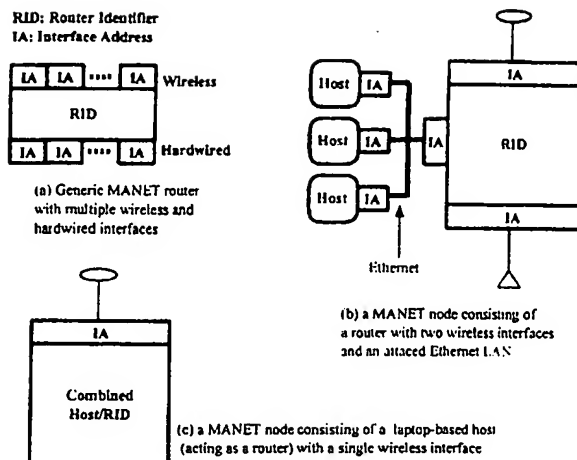 RID: Router Identifier
IA: Interface Address
IA IA IA Wireless
RID
IA IA IA Hardwired
(a) Generic MANET router
with multiple wireless and
hardwired interfaces
IA
Host IA
Host IA IA RID
Host IA
IA
Ethernet
(b) a MANET node consisting of
a router with two wireless interfaces
and an attaced Ethernet LAN
IA
Combined
Host/RID
(c) a MANET node consisting of a laptop-based host
(acting as a router) with a single wireless interface